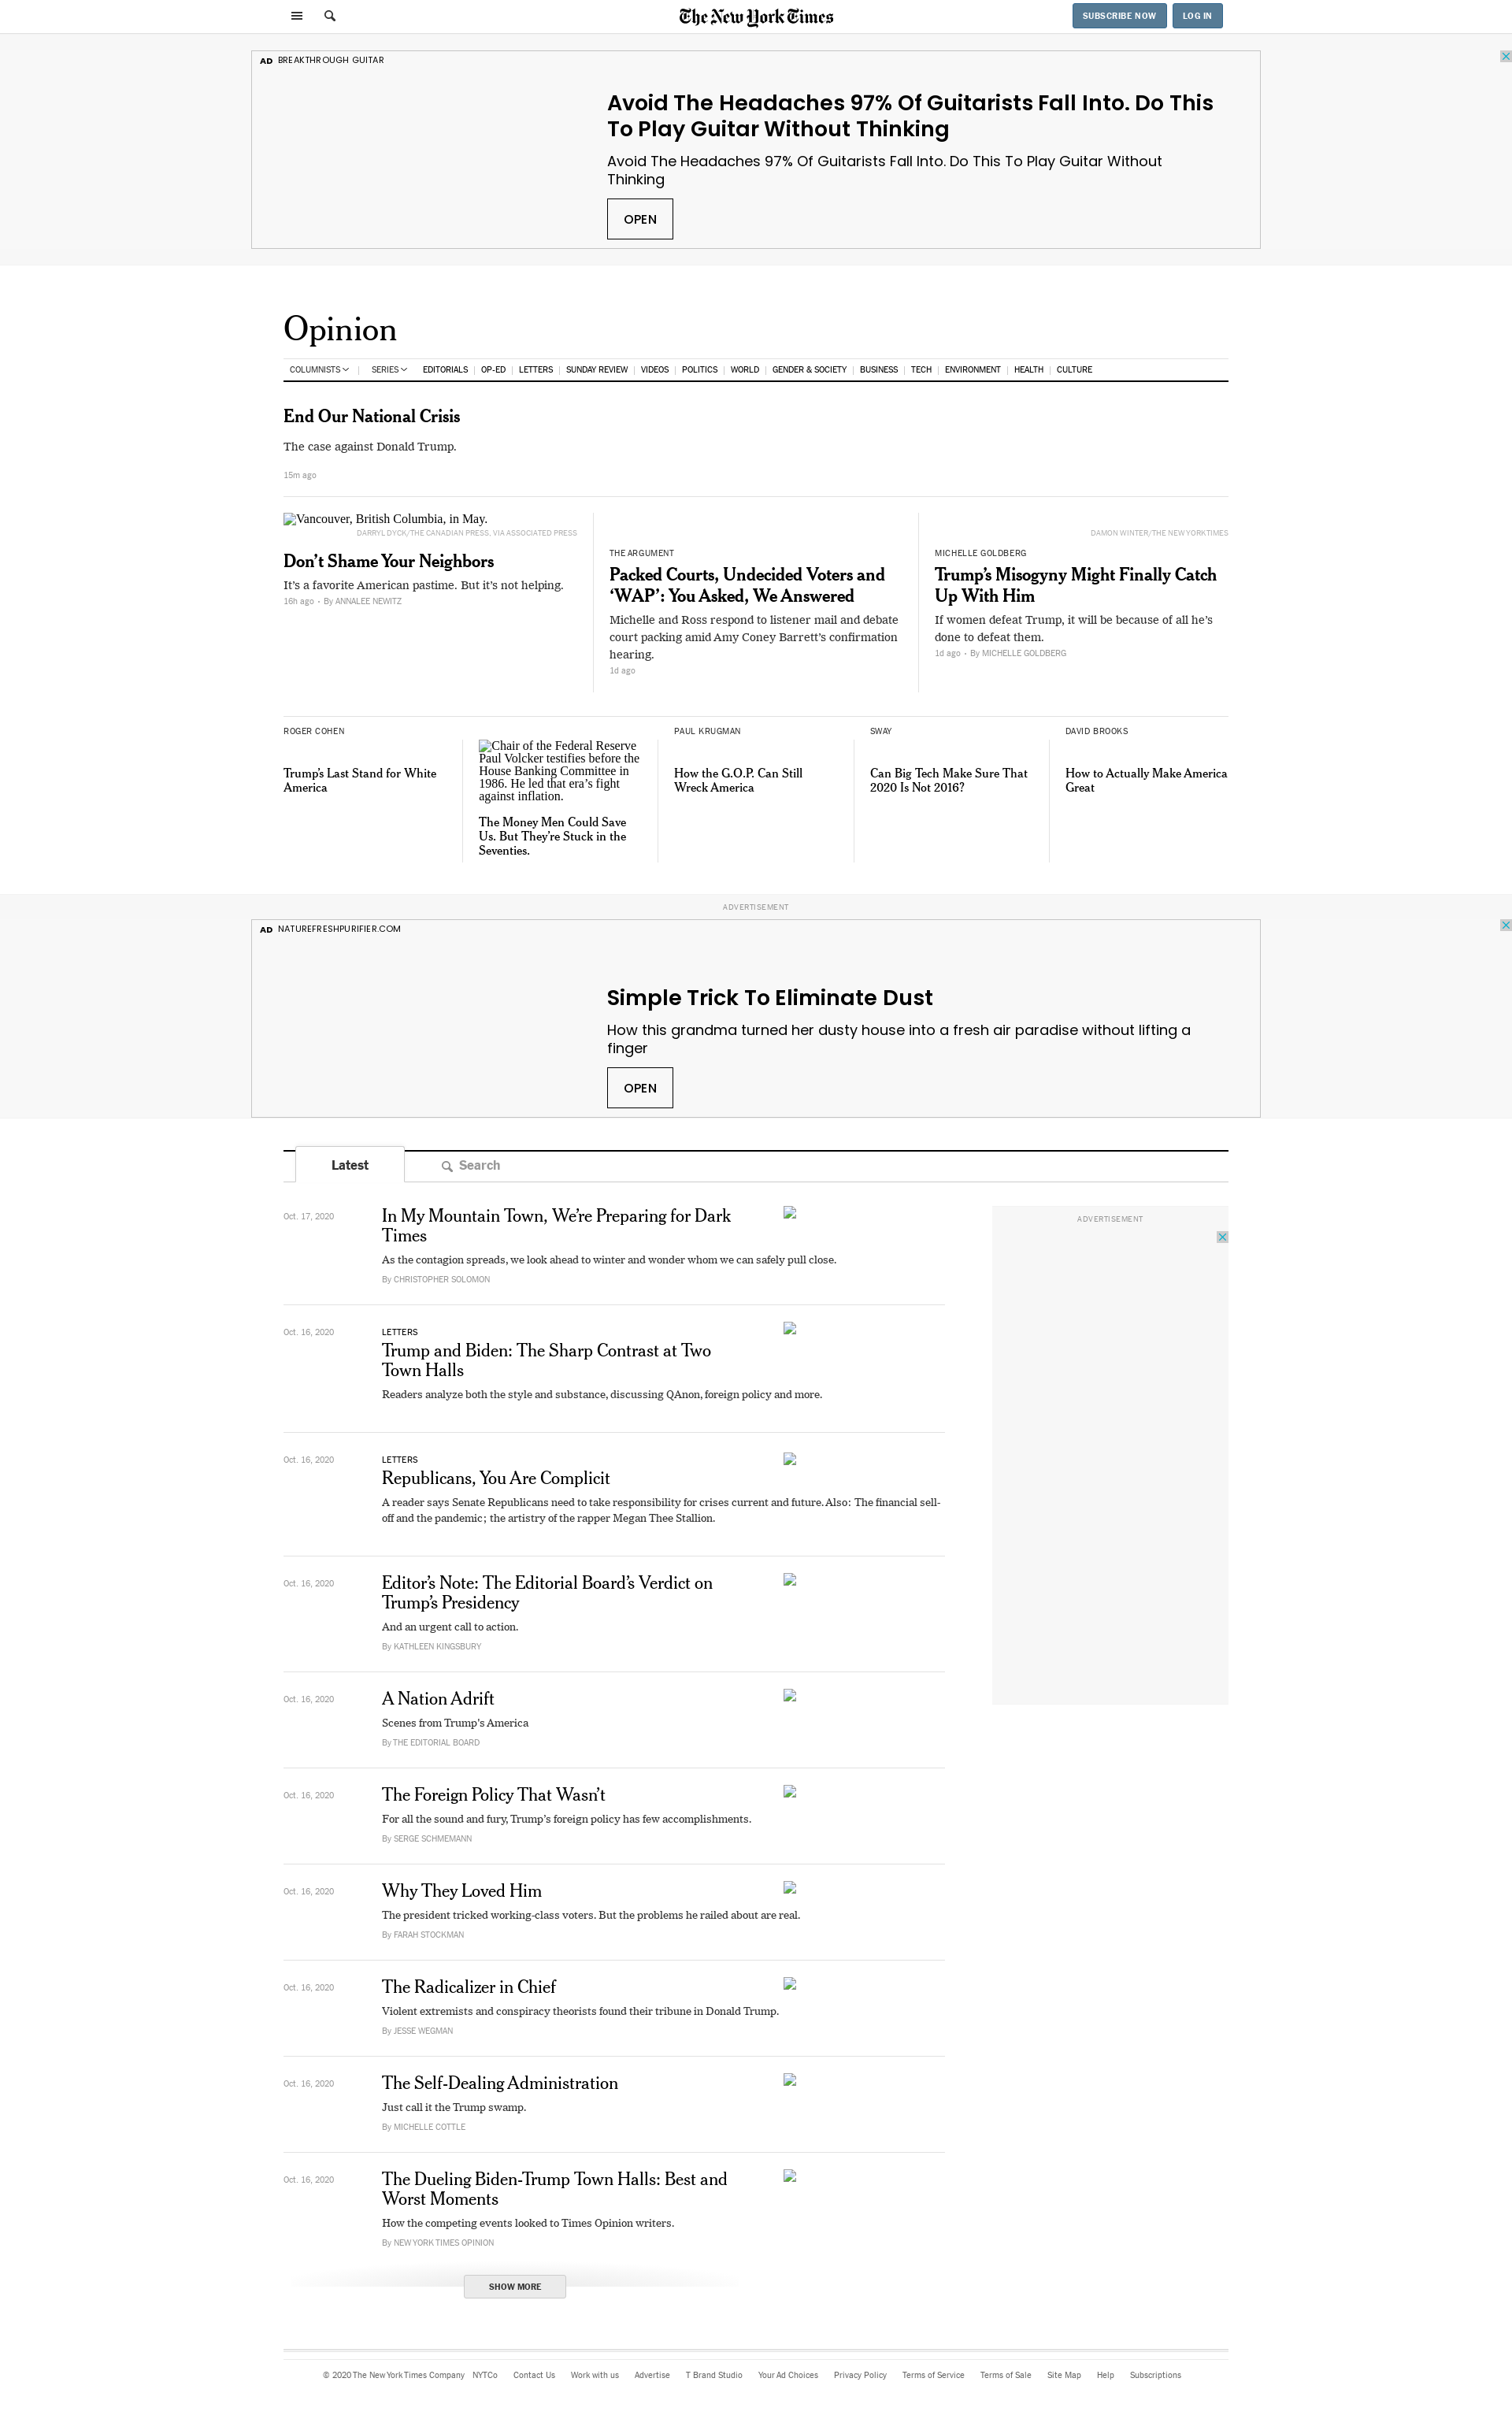 The New York Times
SUBSCRIBE NOW
LOG IN
AD BREAKTHROUGH GUITAR
Avoid The Headaches 97% Of Guitarists Fall Into. Do This
To Play Guitar Without Thinking
Avoid The Headaches 97% Of Guitarists Fall Into. Do This To Play Guitar Without
Thinking
OPEN
Opinion
COLUMNISTS | SERIES EDITORIALS | OP-ED | LETTERS | SUNDAY REVIEW | VIDEOS | POLITICS | WORLD | GENDER & SOCIETY | BUSINESS | TECH | ENVIRONMENT | HEALTH | CULTURE
End Our National Crisis
The case against Donald Trump.
15m ago
Vancouver, British Columbia, in May.
DARRYL DYCK/THE CANADIAN PRESS, VIA ASSOCIATED PRESS
Don’t Shame Your Neighbors
It’s a favorite American pastime. But it’s not helping.
16h ago • By ANNALEE NEWITZ
THE ARGUMENT
Packed Courts, Undecided Voters and
‘WAP’: You Asked, We Answered
Michelle and Ross respond to listener mail and debate
court packing amid Amy Coney Barrett’s confirmation
hearing.
1d ago
DAMON WINTER/THE NEW YORK TIMES
MICHELLE GOLDBERG
Trump’s Misogyny Might Finally Catch
Up With Him
If women defeat Trump, it will be because of all he’s
done to defeat them.
1d ago • By MICHELLE GOLDBERG
ROGER COHEN
Trump’s Last Stand for White
America
Chair of the Federal Reserve
Paul Volcker testifies before the
House Banking Committee in
1986. He led that era’s fight
against inflation.
The Money Men Could Save
Us. But They’re Stuck in the
Seventies.
PAUL KRUGMAN
How the G.O.P. Can Still
Wreck America
SWAY
Can Big Tech Make Sure That
2020 Is Not 2016?
DAVID BROOKS
How to Actually Make America
Great
ADVERTISEMENT
AD NATUREFRESHPURIFIER.COM
Simple Trick To Eliminate Dust
How this grandma turned her dusty house into a fresh air paradise without lifting a
finger
OPEN
Latest
Search
Oct. 17, 2020
In My Mountain Town, We’re Preparing for Dark
Times
As the contagion spreads, we look ahead to winter and wonder whom we can safely pull close.
By CHRISTOPHER SOLOMON
ADVERTISEMENT
Oct. 16, 2020
LETTERS
Trump and Biden: The Sharp Contrast at Two
Town Halls
Readers analyze both the style and substance, discussing QAnon, foreign policy and more.
Oct. 16, 2020
LETTERS
Republicans, You Are Complicit
A reader says Senate Republicans need to take responsibility for crises current and future. Also: The financial sell-
off and the pandemic; the artistry of the rapper Megan Thee Stallion.
Oct. 16, 2020
Editor’s Note: The Editorial Board’s Verdict on
Trump’s Presidency
And an urgent call to action.
By KATHLEEN KINGSBURY
Oct. 16, 2020
A Nation Adrift
Scenes from Trump’s America
By THE EDITORIAL BOARD
Oct. 16, 2020
The Foreign Policy That Wasn’t
For all the sound and fury, Trump’s foreign policy has few accomplishments.
By SERGE SCHMEMANN
Oct. 16, 2020
Why They Loved Him
The president tricked working-class voters. But the problems he railed about are real.
By FARAH STOCKMAN
Oct. 16, 2020
The Radicalizer in Chief
Violent extremists and conspiracy theorists found their tribune in Donald Trump.
By JESSE WEGMAN
Oct. 16, 2020
The Self-Dealing Administration
Just call it the Trump swamp.
By MICHELLE COTTLE
Oct. 16, 2020
The Dueling Biden-Trump Town Halls: Best and
Worst Moments
How the competing events looked to Times Opinion writers.
By NEW YORK TIMES OPINION
SHOW MORE
© 2020 The New York Times Company NYTCo Contact Us Work with us Advertise T Brand Studio Your Ad Choices Privacy Policy Terms of Service Terms of Sale Site Map Help Subscriptions